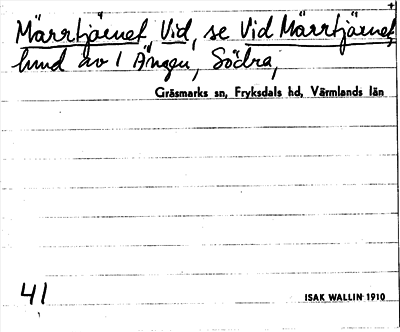 Märrtjärnet, Vid, se Vid Märrtjärnet,
hmd av 1 Ängen, Södra,
Gräsmarks sn, Fryksdals hd, Värmlands län
41
ISAK WALLIN 1910